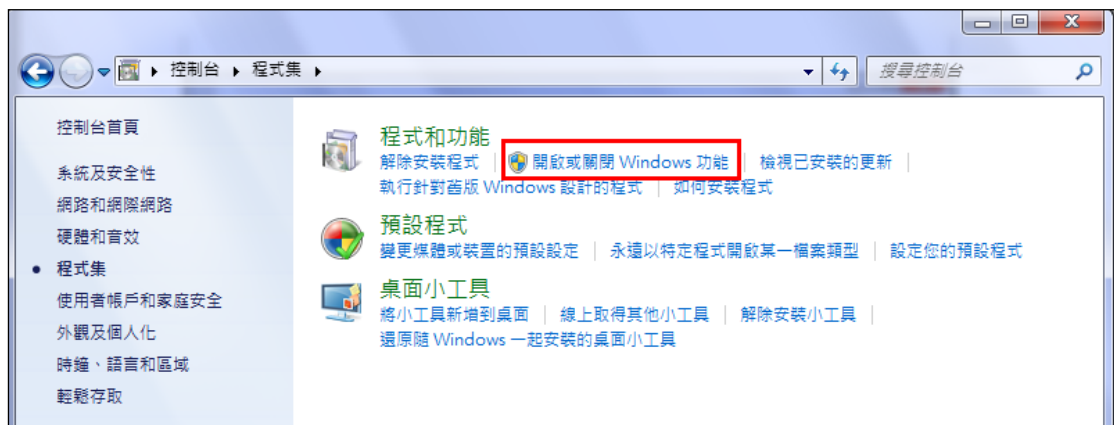 控制台 ▸ 程式集 ▸
搜尋控制台
控制台首頁
系統及安全性
網路和網際網路
硬體和音效
程式集
使用者帳戶和家庭安全
外觀及個人化
時鐘、語言和區域
輕鬆存取
程式和功能
解除安裝程式 | 開啟或關閉 Windows 功能 | 檢視已安裝的更新 |
執行針對舊版 Windows 設計的程式 | 如何安裝程式
預設程式
變更媒體或裝置的預設設定 | 永遠以特定程式開啟某一檔案類型 | 設定您的預設程式
桌面小工具
將小工具新增到桌面 | 線上取得其他小工具 | 解除安裝小工具 |
還原隨 Windows 一起安裝的桌面小工具